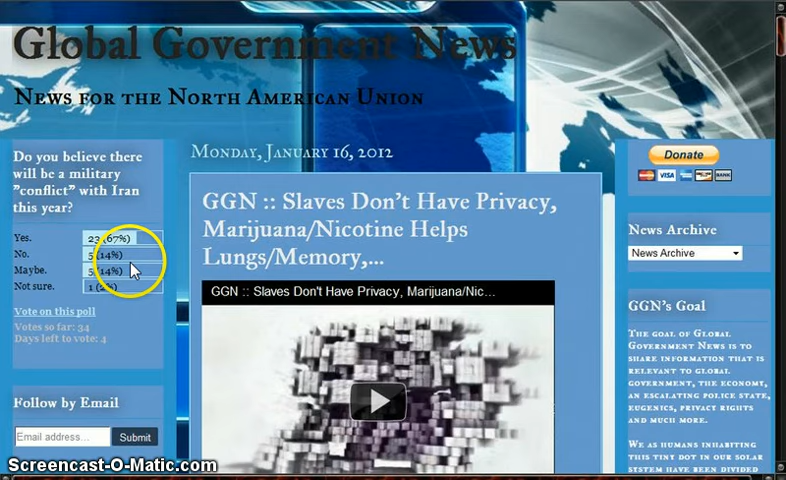 Global Government News
News for the North American Union
Do you believe there
will be a military
"conflict" with Iran
this year?
Yes. 23 (67%)
No. 5 (14%)
Maybe. 5 (14%)
Not sure. 1 (2%)
Vote on this poll
Votes so far: 34
Days left to vote: 4
Follow by Email
Email address... Submit
Monday, January 16, 2012
GGN :: Slaves Don't Have Privacy,
Marijuana/Nicotine Helps
Lungs/Memory,...
GGN :: Slaves Don't Have Privacy, Marijuana/Nic...
Donate
VISA
BANK
News Archive
News Archive
GGN's Goal
The goal of Global
Government News is to
share information that is
relevant to global
government, the economy,
an escalating police state,
eugenics, privacy rights
and much more.
We as humans inhabiting
this tiny dot in our solar
system have been divided
Screencast-O-Matic.com